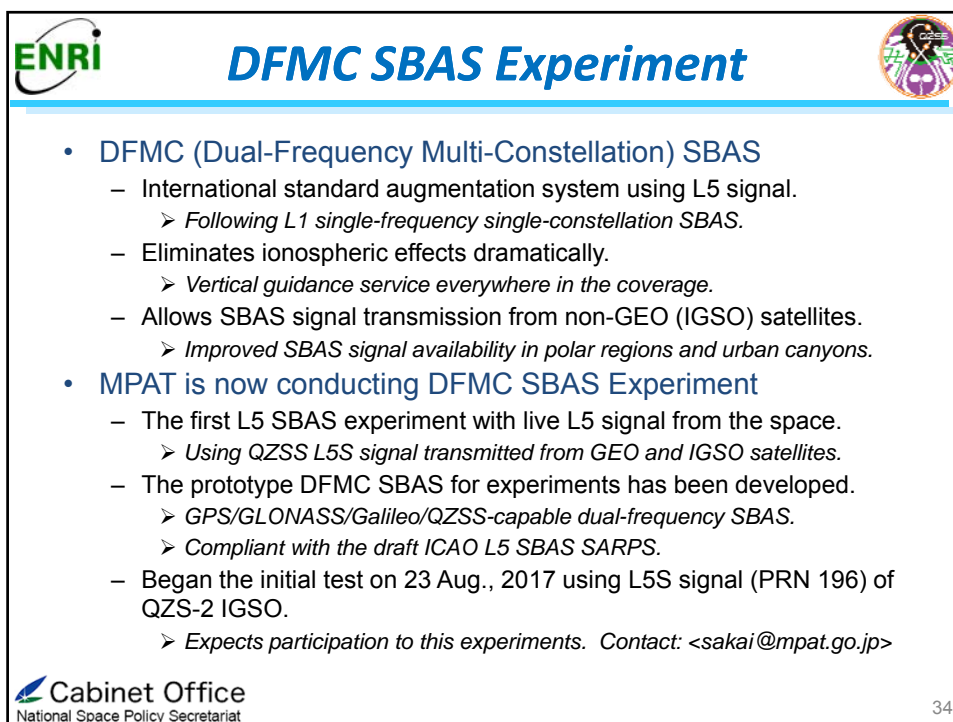 ENRI
DFMC SBAS Experiment
QZSS
• DFMC (Dual-Frequency Multi-Constellation) SBAS
– International standard augmentation system using L5 signal.
➢ Following L1 single-frequency single-constellation SBAS.
– Eliminates ionospheric effects dramatically.
➢ Vertical guidance service everywhere in the coverage.
– Allows SBAS signal transmission from non-GEO (IGSO) satellites.
➢ Improved SBAS signal availability in polar regions and urban canyons.
• MPAT is now conducting DFMC SBAS Experiment
– The first L5 SBAS experiment with live L5 signal from the space.
➢ Using QZSS L5S signal transmitted from GEO and IGSO satellites.
– The prototype DFMC SBAS for experiments has been developed.
➢ GPS/GLONASS/Galileo/QZSS-capable dual-frequency SBAS.
➢ Compliant with the draft ICAO L5 SBAS SARPS.
– Began the initial test on 23 Aug., 2017 using L5S signal (PRN 196) of
QZS-2 IGSO.
➢ Expects participation to this experiments. Contact: <sakai@mpat.go.jp>
Cabinet Office
National Space Policy Secretariat
34